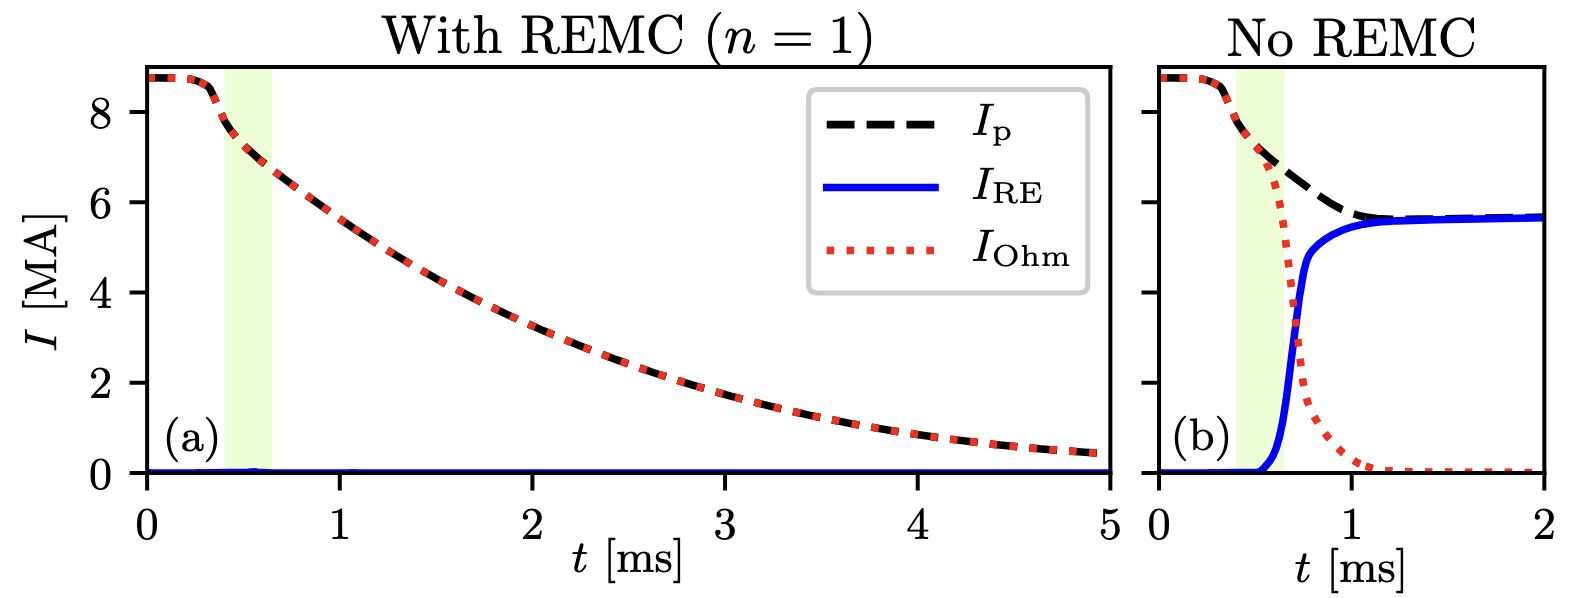 With REMC (n = 1)
No REMC
I [MA]
8
6
4
2
0
I_p
I_RE
I_Ohm
(a)
(b)
0 1 2 3 4 5
0 1 2
t [ms]
t [ms]